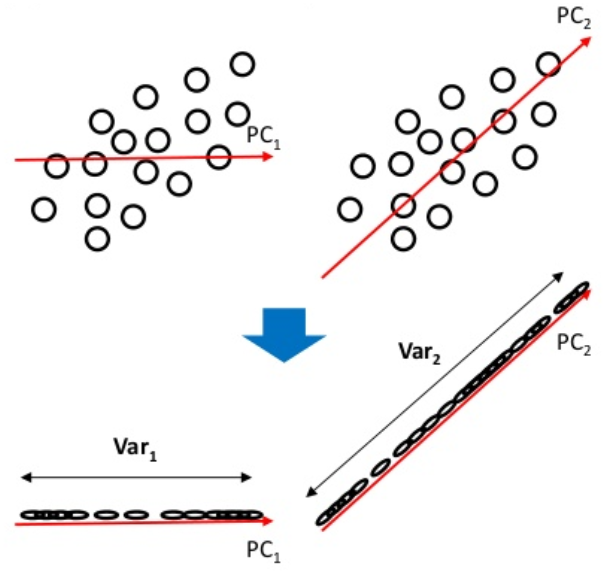 PC₂
PC₁
Var₂
PC₂
Var₁
PC₁